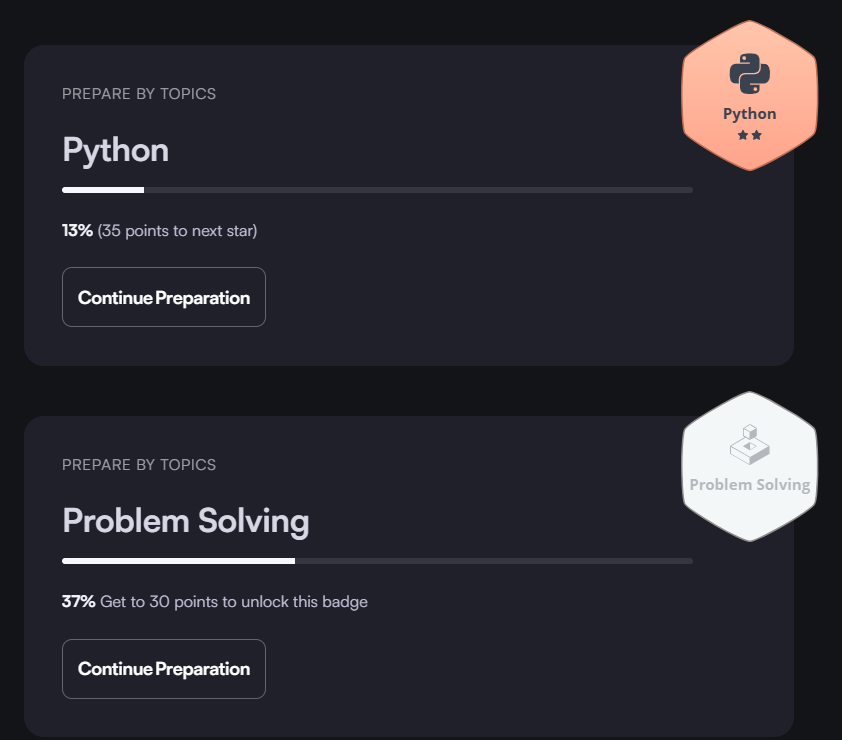 PREPARE BY TOPICS
Python
Python
13% (35 points to next star)
Continue Preparation
PREPARE BY TOPICS
Problem Solving
Problem Solving
37% Get to 30 points to unlock this badge
Continue Preparation